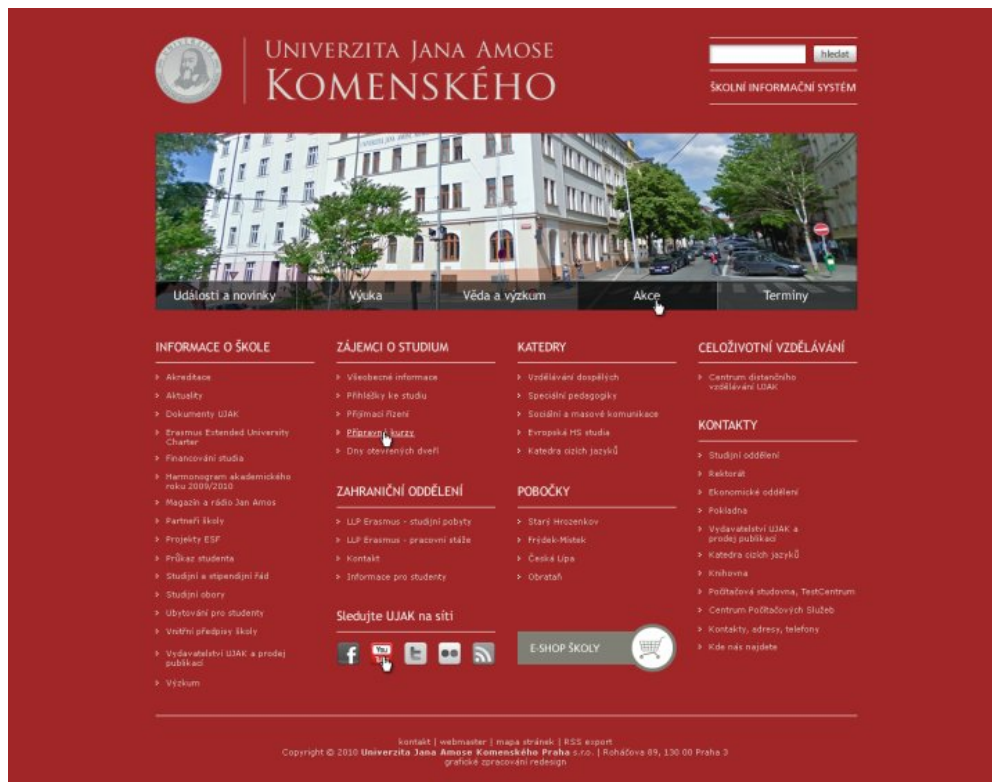 UNIVERZITA JANA AMOSE
KOMENSKÉHO
hledat
ŠKOLNÍ INFORMAČNÍ SYSTÉM
Události a novinky
Výuka
Věda a výzkum
Akce
Termíny
INFORMACE O ŠKOLE
Akreditace
Aktuality
Dokumenty UJAK
Erasmus Extended University
Charter
Financování studia
Harmonogram akademického
roku 2009/2010
Magazín a rádio Jan Amos
Partneři školy
Projekty ESF
Průkaz studenta
Studijní a stipendijní řád
Studijní obory
Ubytování pro studenty
Vnitřní předpisy školy
Vydavatelství UJAK a prodej
publikací
Výzkum
ZÁJEMCI O STUDIUM
Všeobecné informace
Přihlášky ke studiu
Přijímací řízení
Přípravné kurzy
Dny otevřených dveří
ZAHRANIČNÍ ODDĚLENÍ
LLP Erasmus - studijní pobyty
LLP Erasmus - pracovní stáže
Kontakt
Informace pro studenty
Sledujte UJAK na síti
You
KATEDRY
Vzdělávání dospělých
Speciální pedagogiky
Sociální a masové komunikace
Evropská HS studia
Katedra cizích jazyků
POBOČKY
Starý Hrozenkov
Frýdek-Místek
Česká Lípa
Obrataň
E-SHOP ŠKOLY
CELOŽIVOTNÍ VZDĚLÁVÁNÍ
Centrum distančního
vzdělávání UJAK
KONTAKTY
Studijní oddělení
Rektorát
Ekonomické oddělení
Pokladna
Vydavatelství UJAK a
prodej publikací
Katedra cizích jazyků
Knihovna
Počítačová studovna, TestCentrum
Centrum Počítačových Služeb
Kontakty, adresy, telefony
Kde nás najdete
kontakt | webmaster | mapa stránek | RSS export
Copyright © 2010 Univerzita Jana Amose Komenského Praha s.r.o. | Roháčova 89, 130 00 Praha 3
grafické zpracování redesign